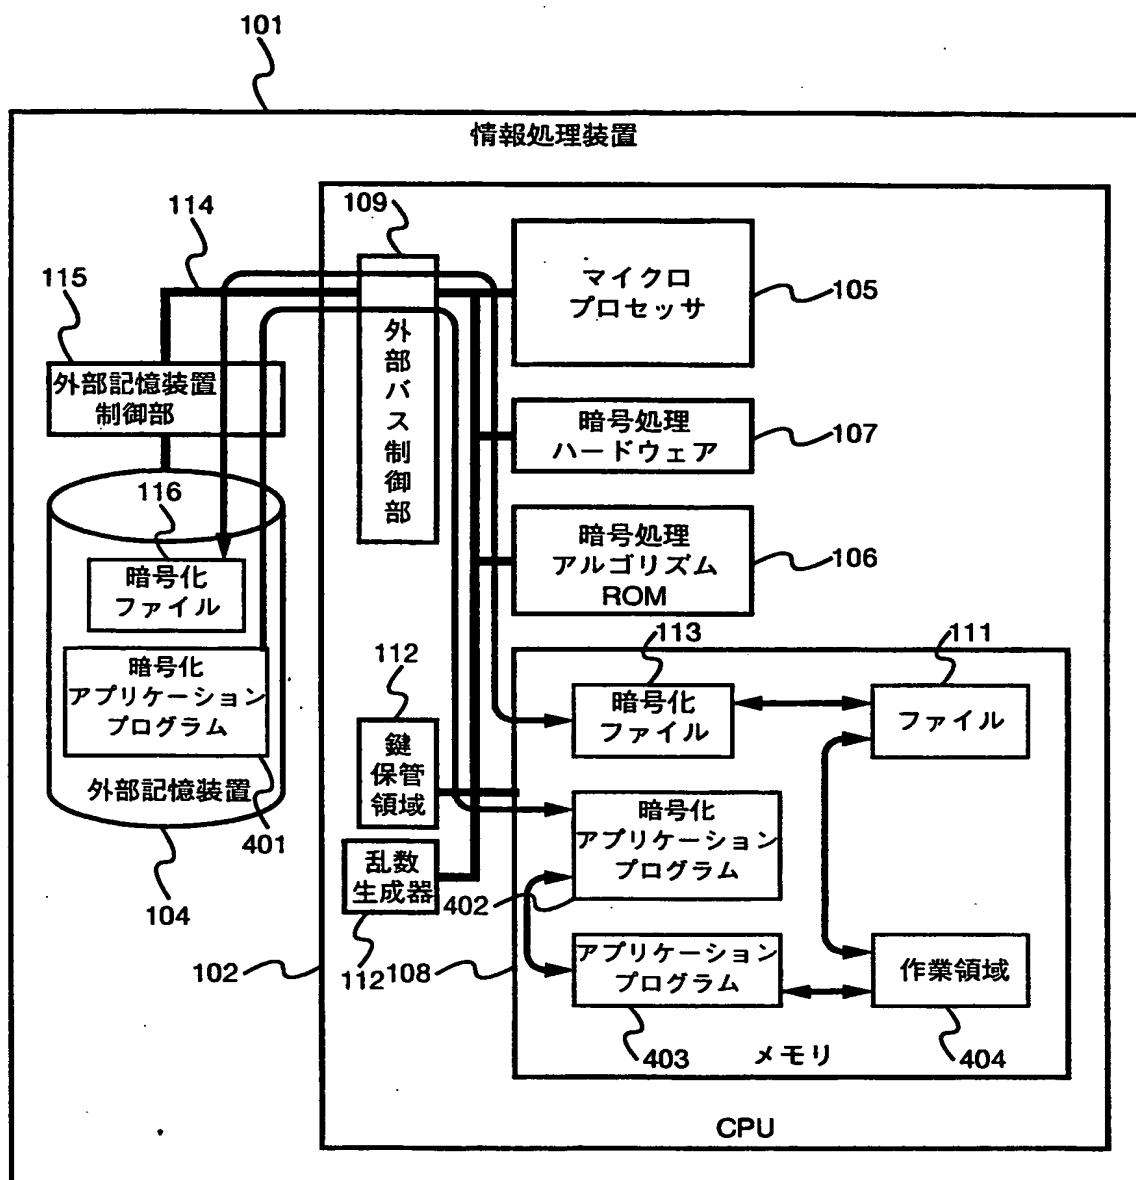 101
情報処理装置
114
109
115
マイクロ
プロセッサ
105
外部バス制御部
外部記憶装置
制御部
暗号処理
ハードウェア
107
116
暗号処理
アルゴリズム
ROM
106
暗号化
ファイル
113
111
暗号化
アプリケーション
プログラム
112
暗号化
ファイル
ファイル
鍵
保管
領域
外部記憶装置
401
暗号化
アプリケーション
プログラム
乱数
生成器
402
104
102
112
108
アプリケーション
プログラム
作業領域
403
メモリ
404
CPU